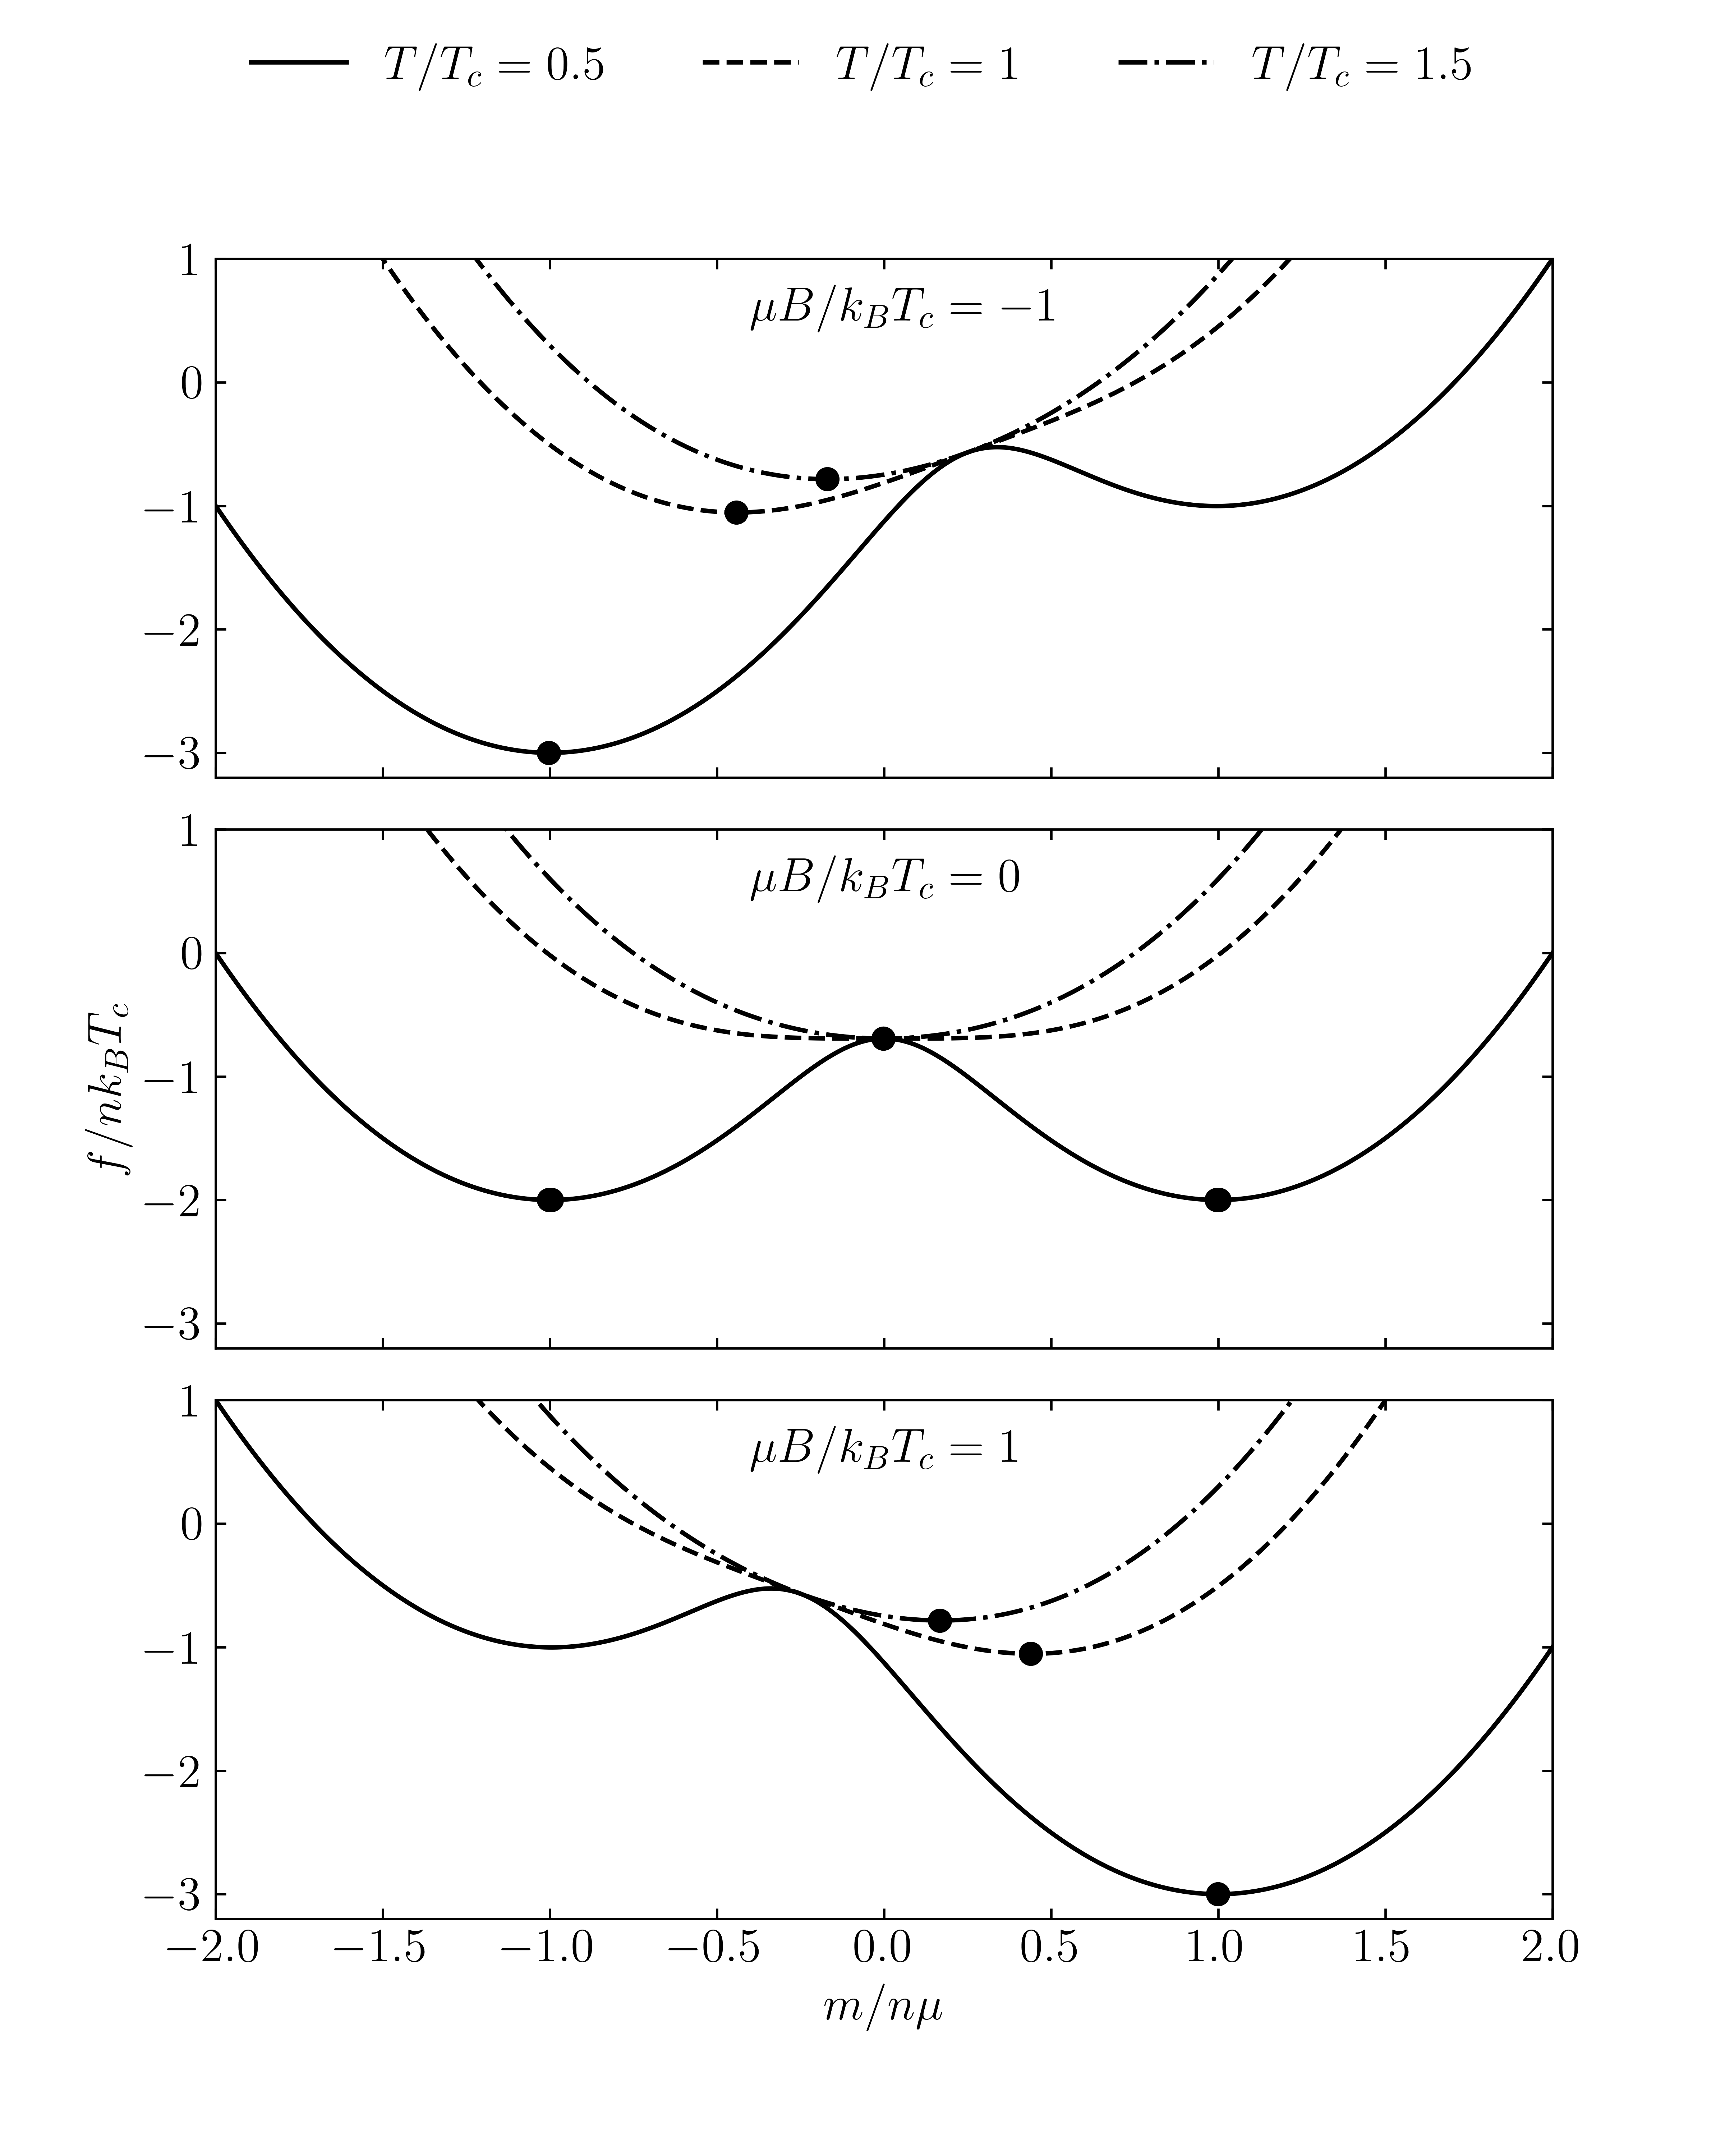 T/T_c = 0.5 T/T_c = 1 T/T_c = 1.5
μB/k_BT_c = −1
1
0
−1
−2
−3
μB/k_BT_c = 0
1
0
−1
−2
−3
f/nk_BT_c
μB/k_BT_c = 1
1
0
−1
−2
−3
−2.0 −1.5 −1.0 −0.5 0.0 0.5 1.0 1.5 2.0
m/nμ